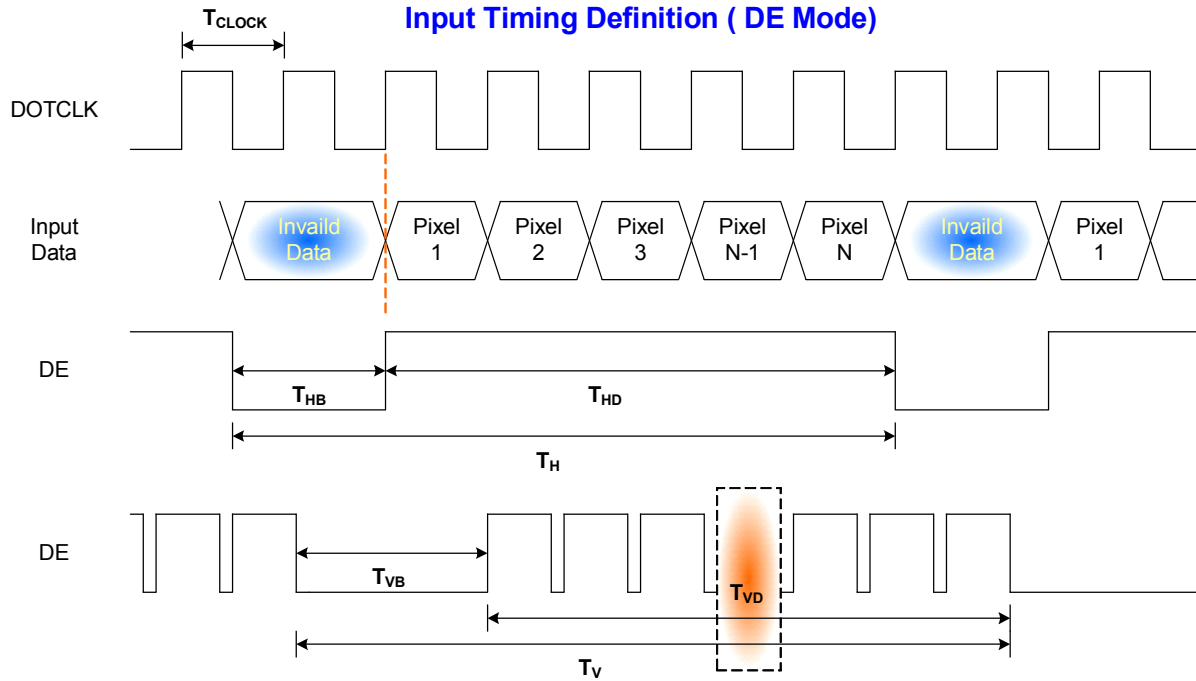 Input Timing Definition ( DE Mode)
TCLOCK
DOTCLK
Input
Data
Invaild
Data
Pixel
1
Pixel
2
Pixel
3
Pixel
N-1
Pixel
N
Invaild
Data
Pixel
1
DE
THB
THD
TH
DE
TVB
TVD
TV